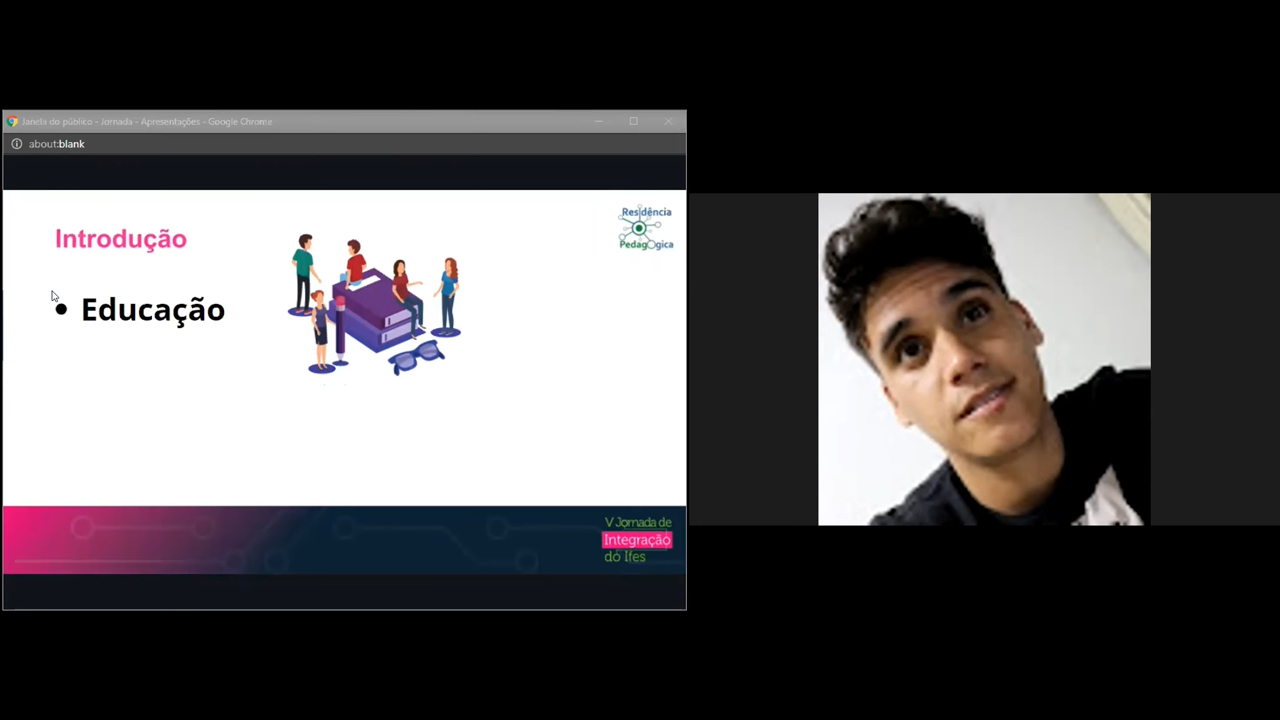 Janela do público - Jornada - Apresentações - Google Chrome
about:blank
Introdução
Residência
Pedagógica
• Educação
V Jornada de
Integração
do Ifes